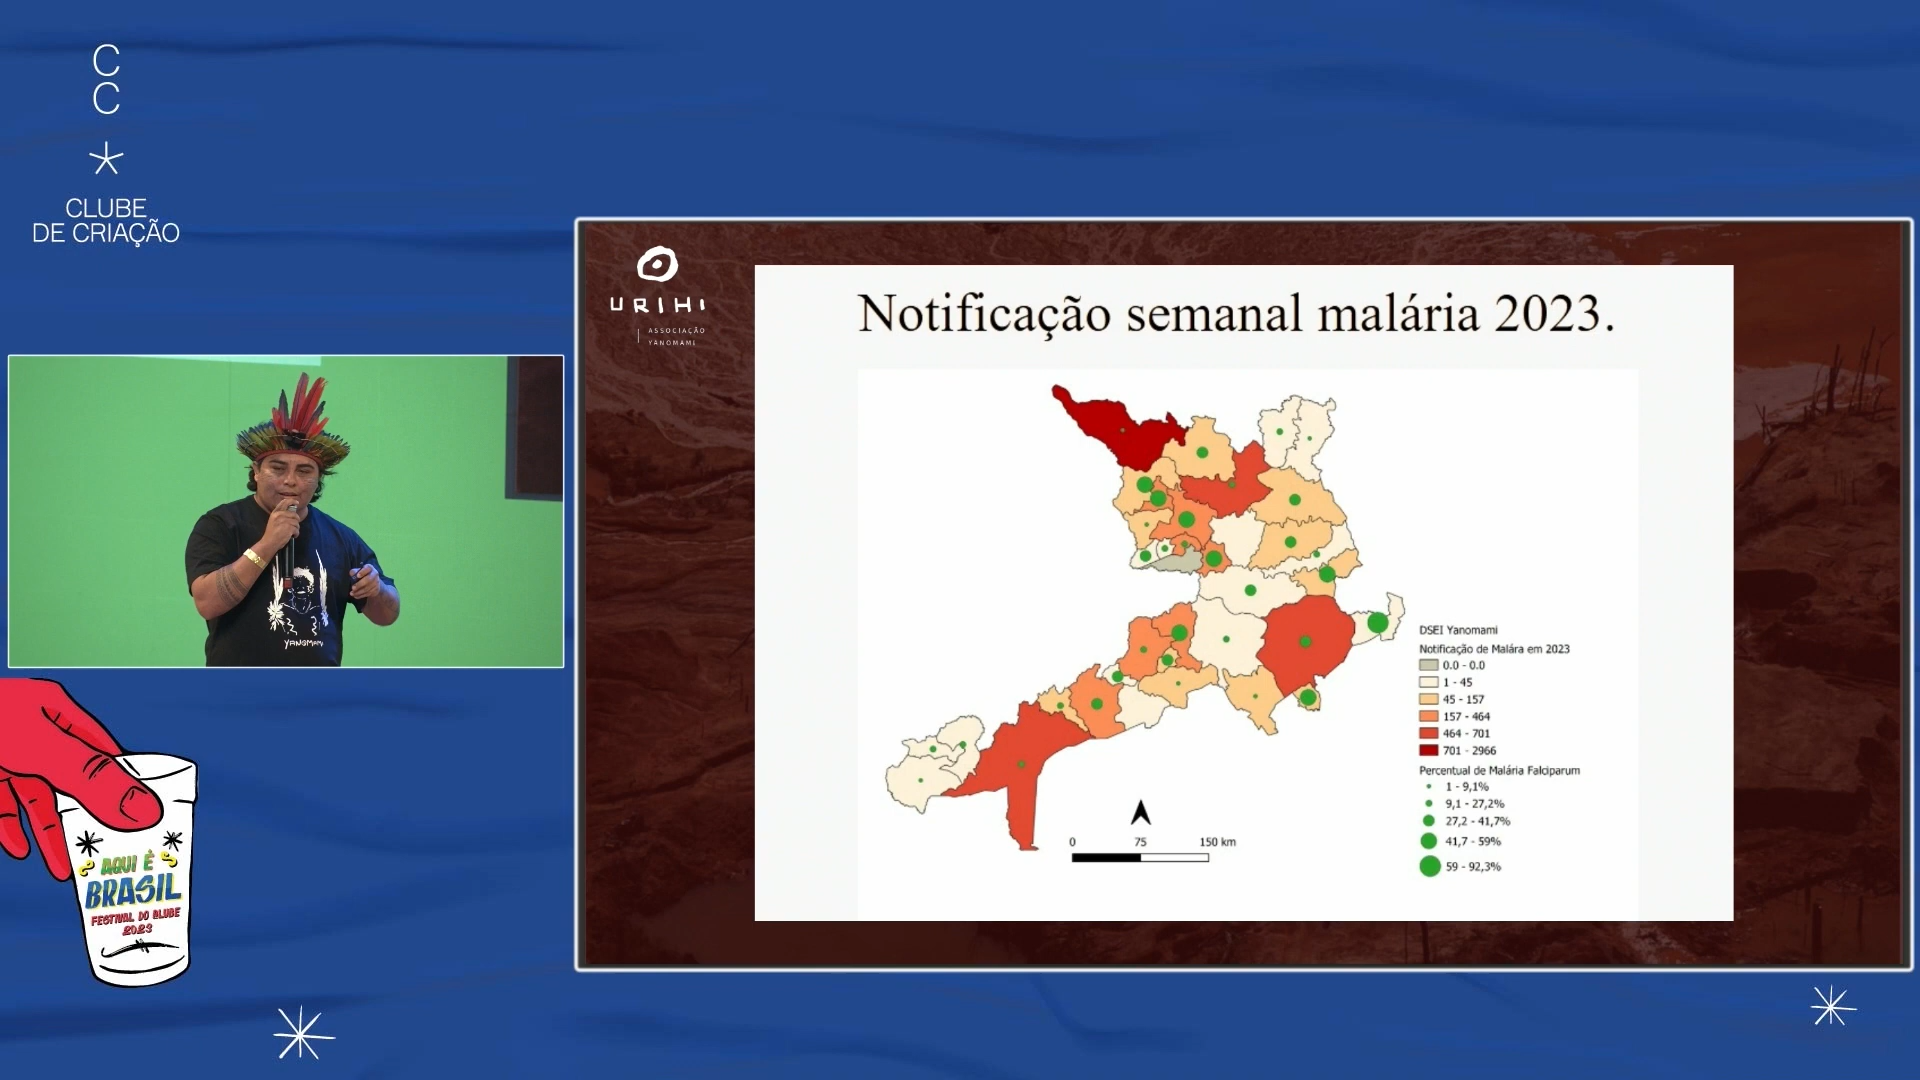 C
C
CLUBE
DE CRIAÇÃO
URIHI
ASSOCIAÇÃO
YANOMAMI
Notificação semanal malária 2023.
DSEI Yanomami
Notificação de Malára em 2023
0.0 - 0.0
1 - 45
45 - 157
157 - 464
464 - 701
701 - 2966
Percentual de Malária Falciparum
1 - 9,1%
9,1 - 27,2%
27,2 - 41,7%
41,7 - 59%
59 - 92,3%
0 75 150 km
YANOMAMI
AQUI É
BRASIL
FESTIVAL DO CLUBE
2023